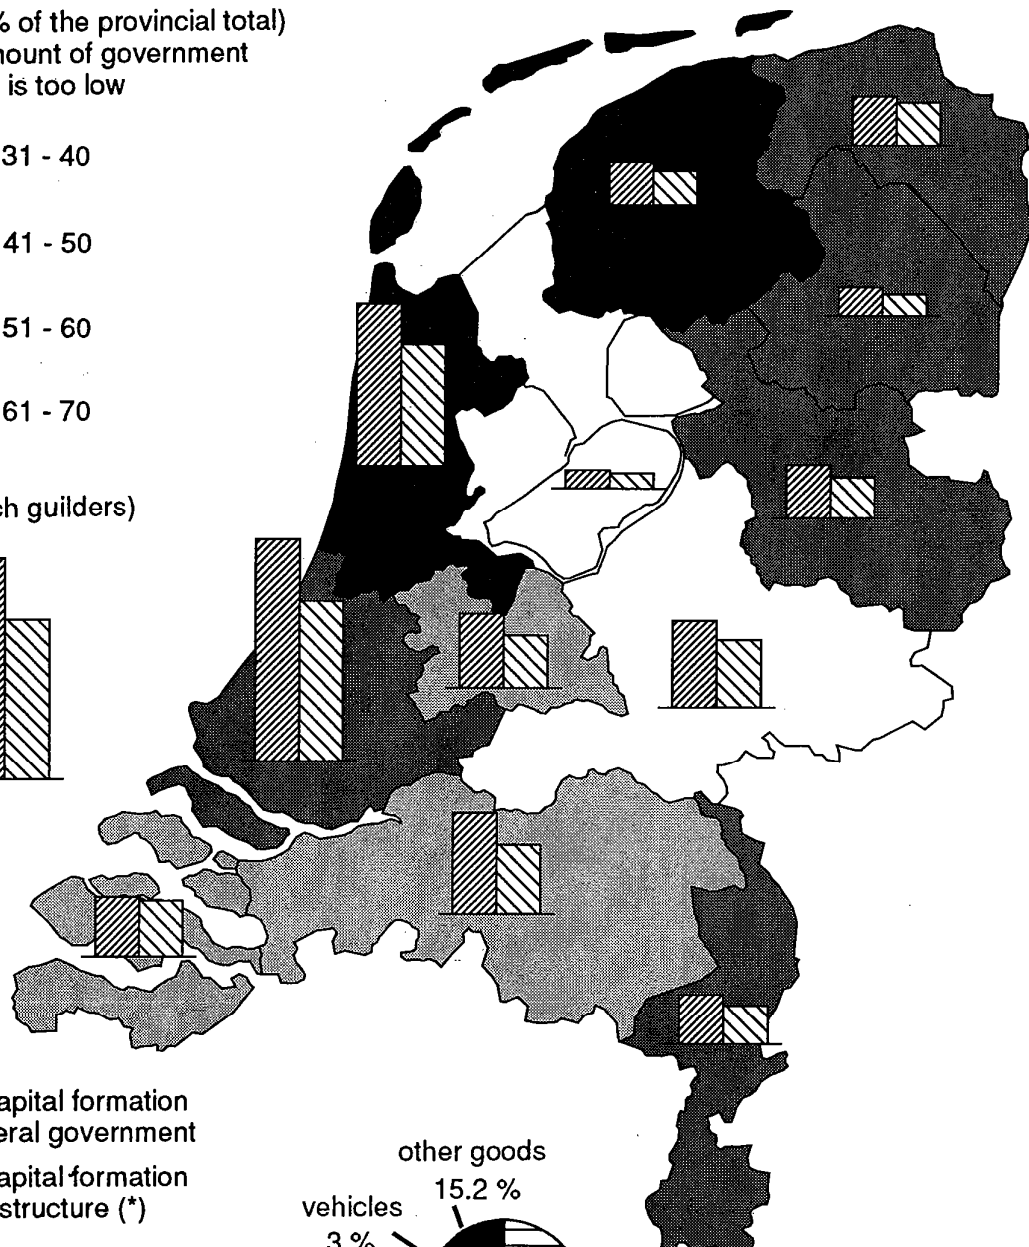 % of the provincial total)
ount of government
is too low
31 - 40
41 - 50
51 - 60
61 - 70
ch guilders)
apital formation
eral government
apital formation
structure (*)
other goods
15.2 %
vehicles
3 %